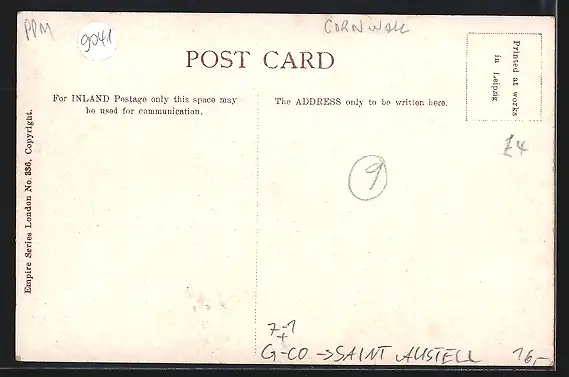 PPM
9041
CORNWALL
POST CARD
Printed at works
in Leipzig
For INLAND Postage only this space may
be used for communication.
The ADDRESS only to be written here.
£4
9
Empire Series London No. 336. Copyright.
7-1
+
G-CO → SAINT AUSTELL 16,-